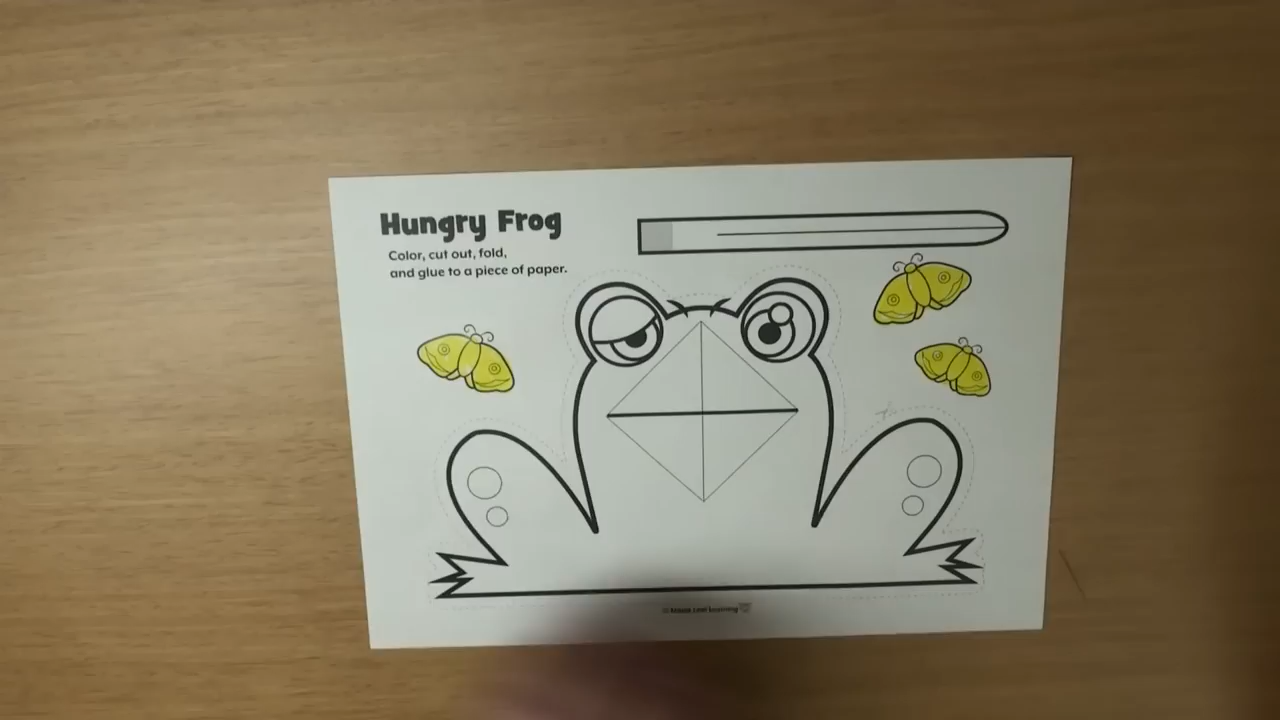 Hungry Frog
Color, cut out, fold,
and glue to a piece of paper.